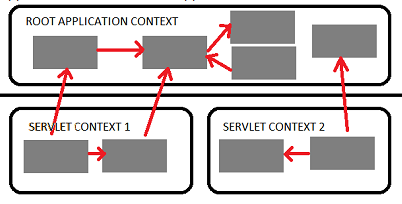 ROOT APPLICATION CONTEXT
SERVLET CONTEXT 1
SERVLET CONTEXT 2